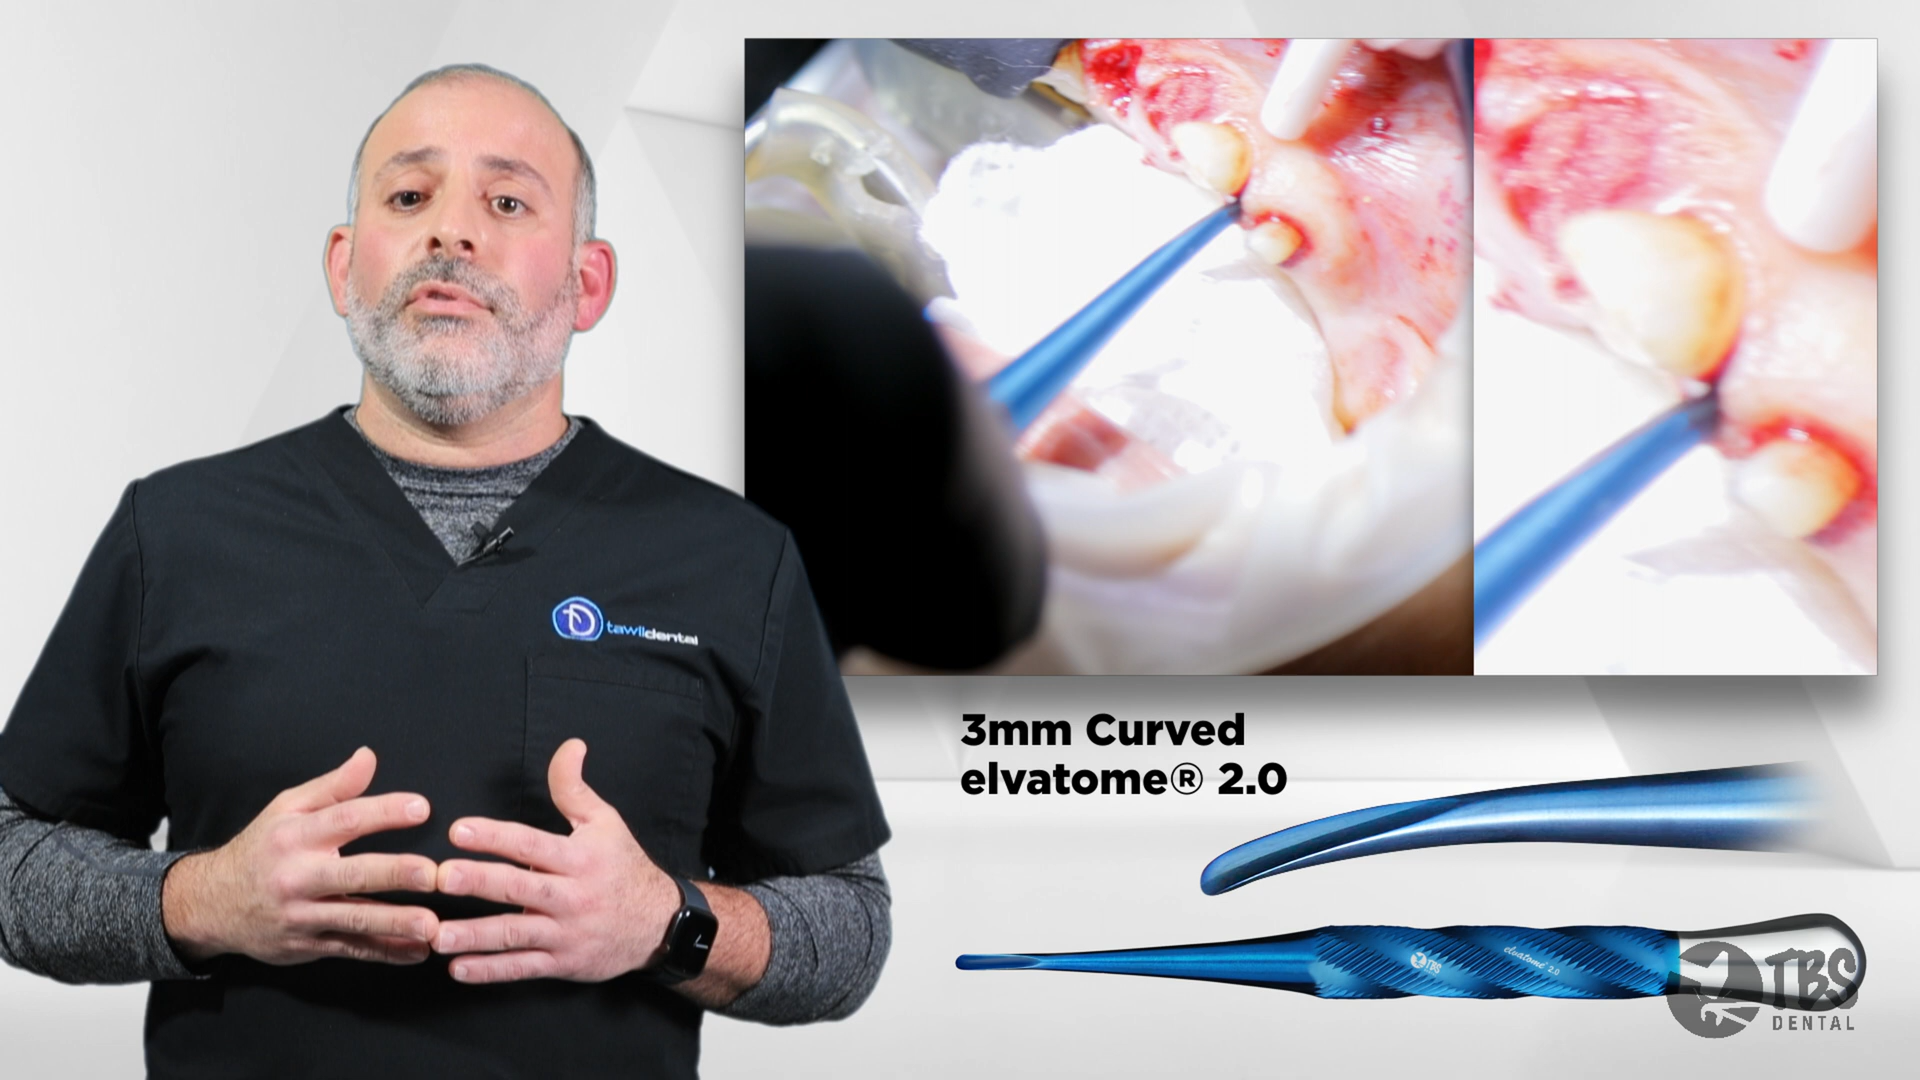 tawildental
3mm Curved
elvatome® 2.0
TBS
elvatome® 2.0
TBS
DENTAL